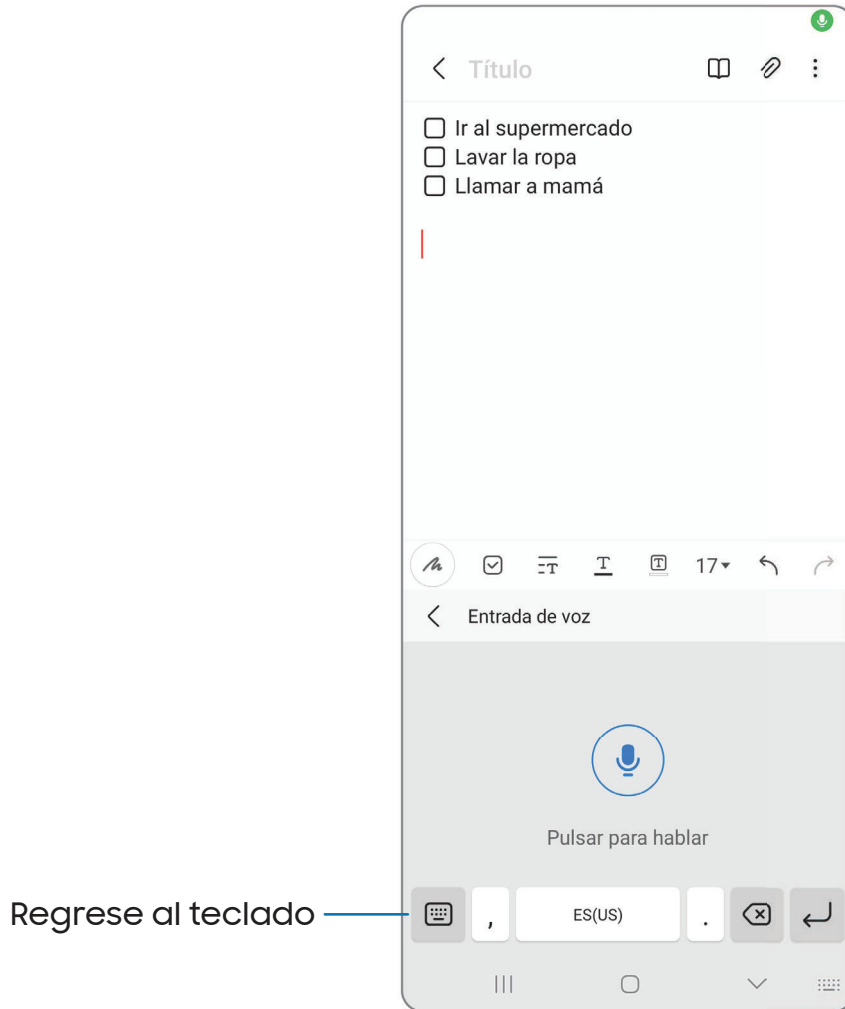 Título
Ir al supermercado
Lavar la ropa
Llamar a mamá
17
Entrada de voz
Pulsar para hablar
Regrese al teclado
, ES(US) .